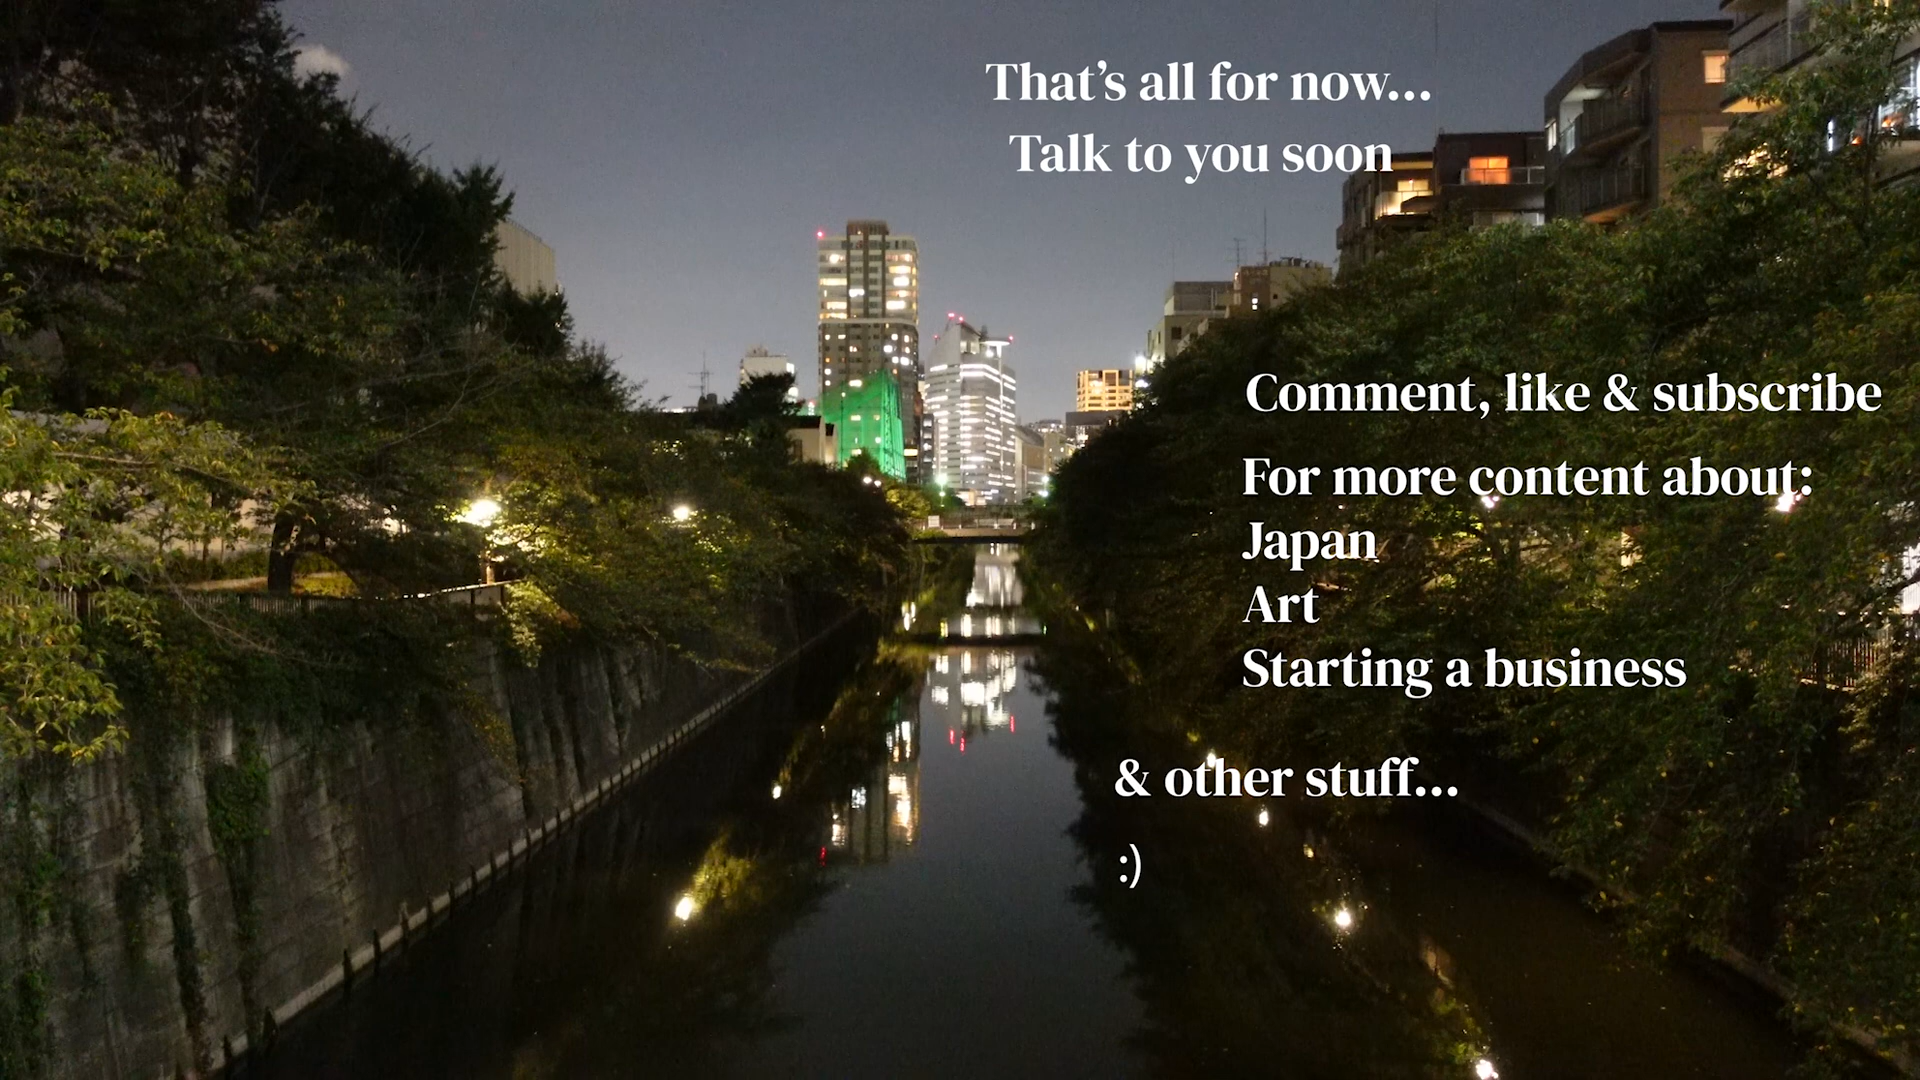 That’s all for now...
Talk to you soon
Comment, like & subscribe
For more content about:
Japan
Art
Starting a business
& other stuff...
:)